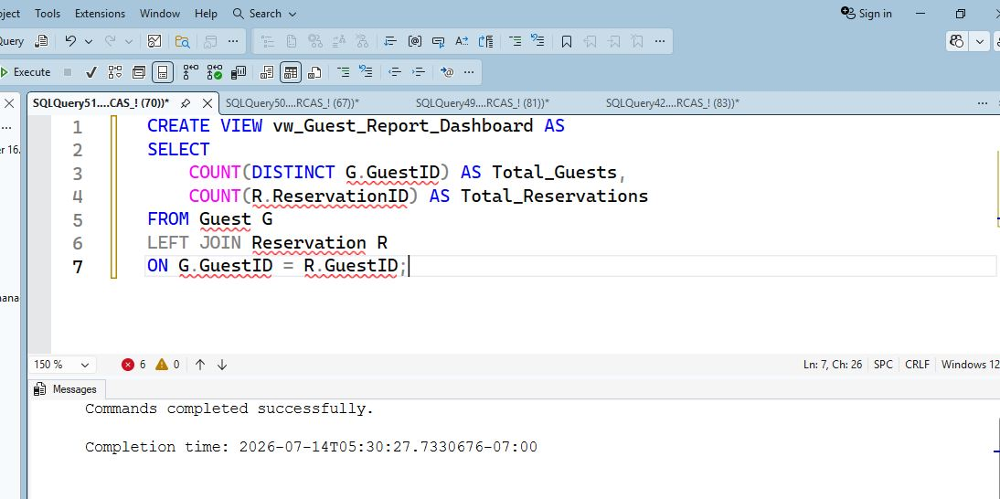 ject Tools Extensions Window Help Search Sign in
Query
Execute
SQLQuery51....CAS_! (70))* SQLQuery50....RCAS_! (67))* SQLQuery49....RCAS_! (81))* SQLQuery42....RCAS_! (83))*
er 16.
1 CREATE VIEW vw_Guest_Report_Dashboard AS
2 SELECT
3 COUNT(DISTINCT G.GuestID) AS Total_Guests,
4 COUNT(R.ReservationID) AS Total_Reservations
5 FROM Guest G
6 LEFT JOIN Reservation R
7 ON G.GuestID = R.GuestID;
anag
150 % 6 0 Ln: 7, Ch: 26 SPC CRLF Windows 12
Messages
Commands completed successfully.
Completion time: 2026-07-14T05:30:27.7330676-07:00